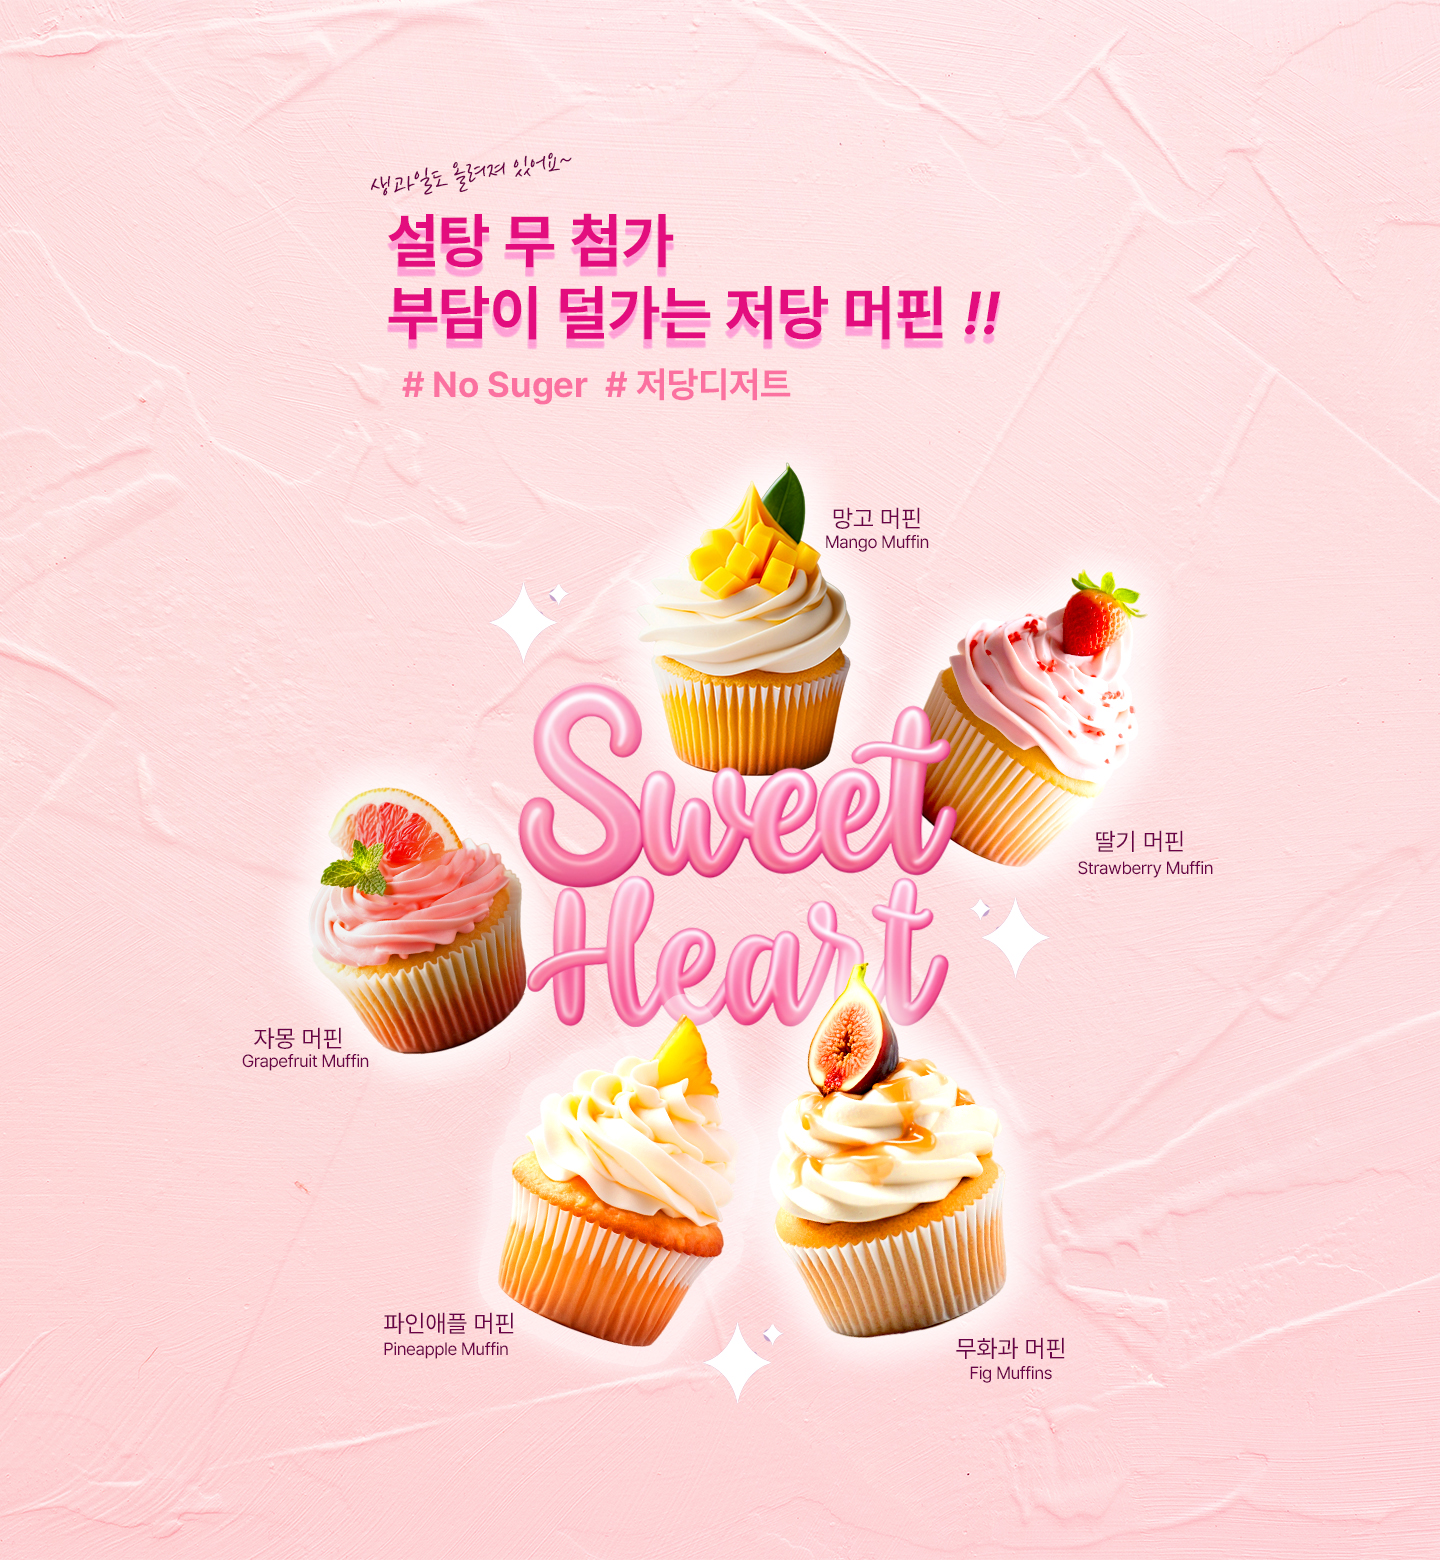 생과일도 올려져 있어요~
설탕 무 첨가
부담이 덜가는 저당 머핀 !!
# No Suger # 저당디저트
망고 머핀
Mango Muffin
딸기 머핀
Strawberry Muffin
Sweet
Heart
자몽 머핀
Grapefruit Muffin
파인애플 머핀
Pineapple Muffin
무화과 머핀
Fig Muffins